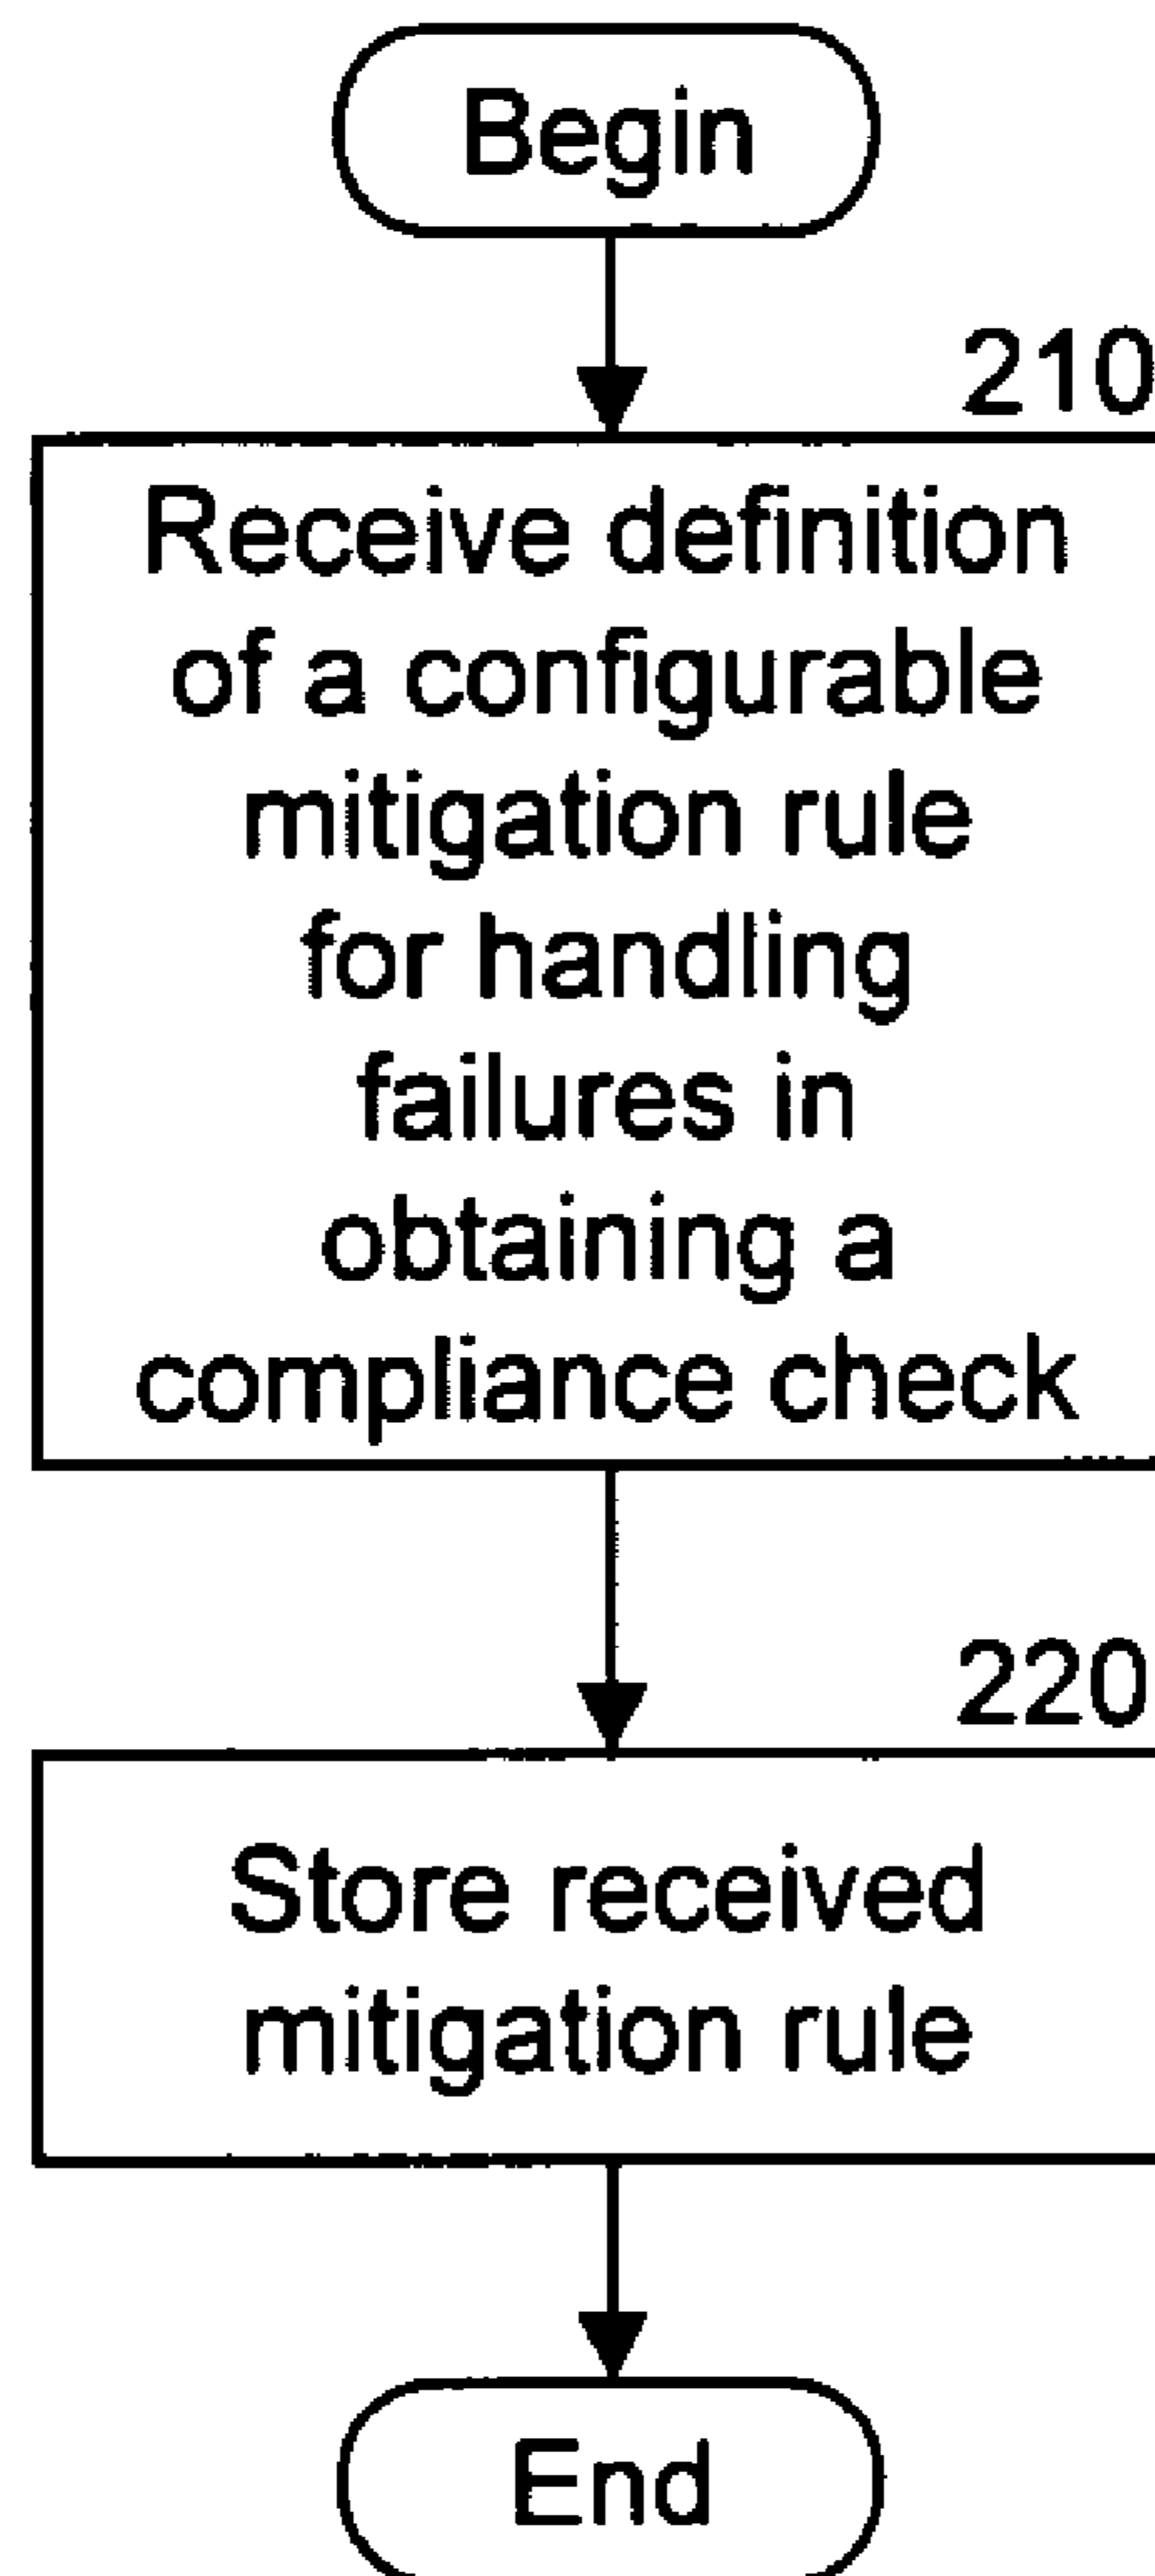 Begin
210
Receive definition
of a configurable
mitigation rule
for handling
failures in
obtaining a
compliance check
220
Store received
mitigation rule
End